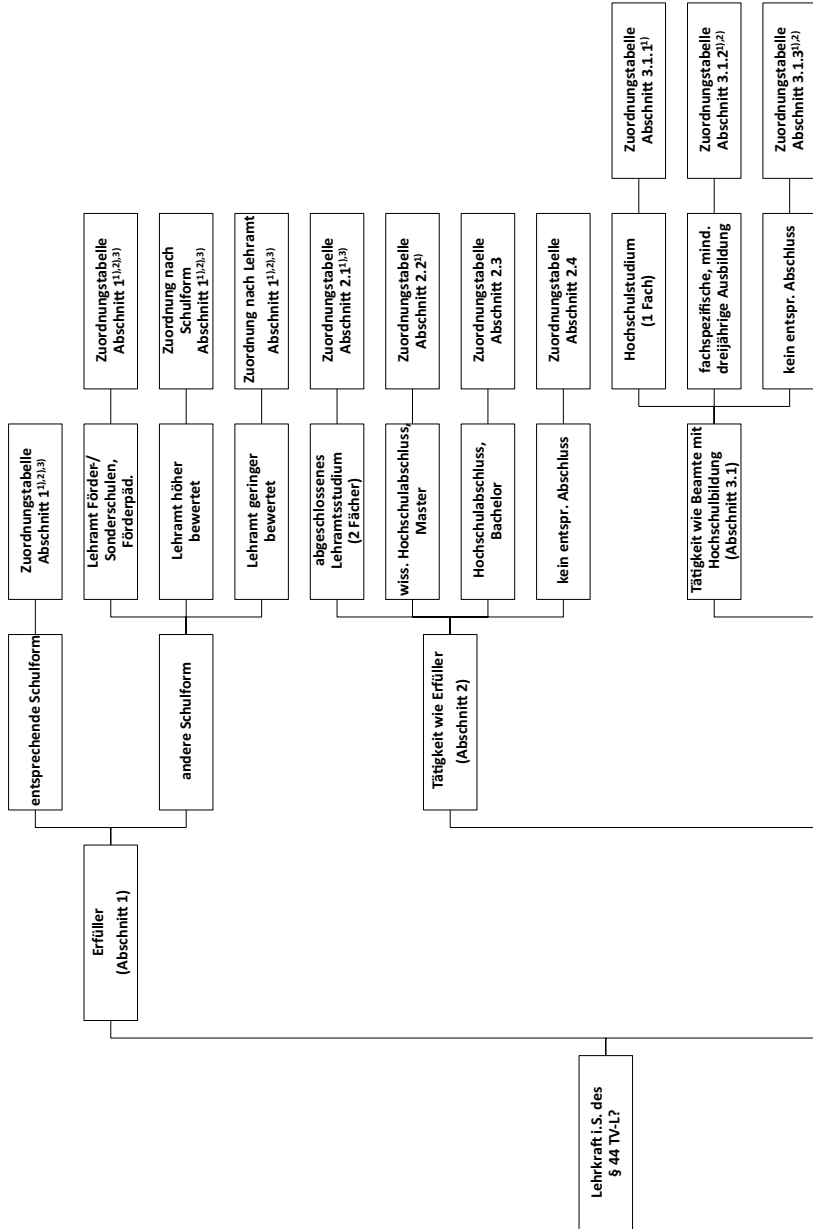 Lehrkraft i.S. des
§ 44 TV-L?
Erfüller
(Abschnitt 1)
entsprechende Schulform
Zuordnungstabelle
Abschnitt 1¹⁾,²⁾,³⁾
andere Schulform
Lehramt Förder-/
Sonderschulen,
Förderpäd.
Zuordnungstabelle
Abschnitt 1¹⁾,²⁾,³⁾
Lehramt höher
bewertet
Zuordnung nach
Schulform
Abschnitt 1¹⁾,²⁾,³⁾
Lehramt geringer
bewertet
Zuordnung nach Lehramt
Abschnitt 1¹⁾,²⁾,³⁾
Tätigkeit wie Erfüller
(Abschnitt 2)
abgeschlossenes
Lehramtsstudium
(2 Fächer)
Zuordnungstabelle
Abschnitt 2.1¹⁾,³⁾
wiss. Hochschulabschluss,
Master
Zuordnungstabelle
Abschnitt 2.2¹⁾
Hochschulabschluss,
Bachelor
Zuordnungstabelle
Abschnitt 2.3
kein entspr. Abschluss
Zuordnungstabelle
Abschnitt 2.4
Tätigkeit wie Beamte mit
Hochschulbildung
(Abschnitt 3.1)
Hochschulstudium
(1 Fach)
Zuordnungstabelle
Abschnitt 3.1.1¹⁾
fachspezifische, mind.
dreijährige Ausbildung
Zuordnungstabelle
Abschnitt 3.1.2¹⁾,²⁾
kein entspr. Abschluss
Zuordnungstabelle
Abschnitt 3.1.3¹⁾,²⁾